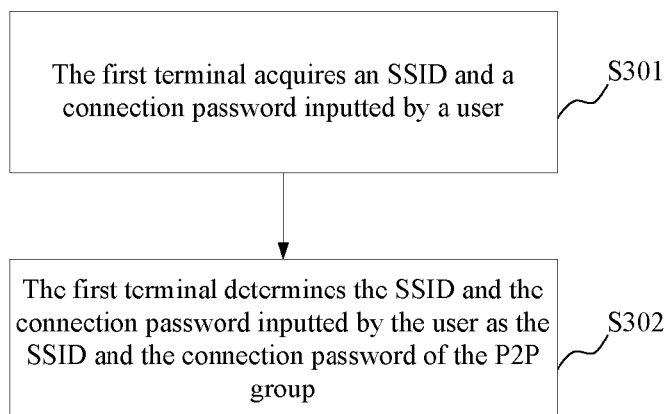 The first terminal acquires an SSID and a
connection password inputted by a user
S301
The first terminal determines the SSID and the
connection password inputted by the user as the
SSID and the connection password of the P2P
group
S302